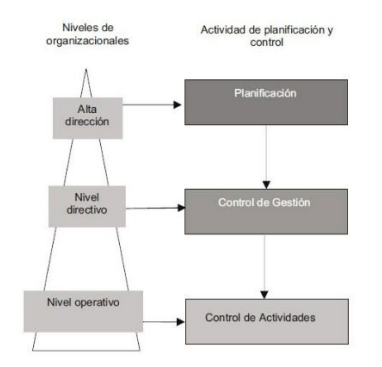 Niveles de
organizacionales
Actividad de planificación y
control
Alta
dirección
Planificación
Nivel
directivo
Control de Gestión
Nivel operativo
Control de Actividades